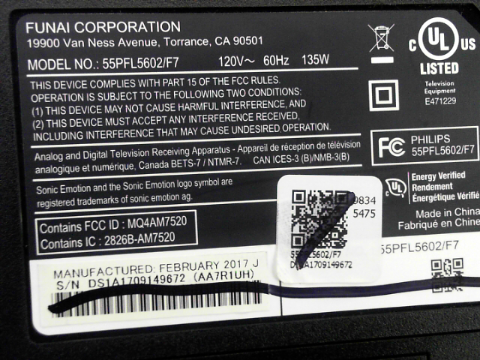 FUNAI CORPORATION
19900 Van Ness Avenue, Torrance, CA 90501
MODEL NO.: 55PFL5602/F7 120V~ 60Hz 135W
THIS DEVICE COMPLIES WITH PART 15 OF THE FCC RULES.
OPERATION IS SUBJECT TO THE FOLLOWING TWO CONDITIONS:
(1) THIS DEVICE MAY NOT CAUSE HARMFUL INTERFERENCE, AND
(2) THIS DEVICE MUST ACCEPT ANY INTERFERENCE RECEIVED,
INCLUDING INTERFERENCE THAT MAY CAUSE UNDESIRED OPERATION.
Analog and Digital Television Receiving Apparatus - Appareil de réception de télévision
analogique et numérique, Canada BETS-7 / NTMR-7. CAN ICES-3 (B)/NMB-3(B)
Sonic Emotion and the Sonic Emotion logo symbol are
registered trademarks of sonic emotion ag.
Contains FCC ID : MQ4AM7520
Contains IC : 2826B-AM7520
MANUFACTURED: FEBRUARY 2017 J
S/N DS1A1709149672 (AA7R1UH)
C UL US
LISTED
Television
Equipment
E471229
FC PHILIPS
55PFL5602/F7
UL Energy Verified
Rendement
Énergétique Vérifié
Made in China
Fabriqué en Chine
9834
5475
55PFL5602/F7
DS1A1709149672
55PFL5602/F7